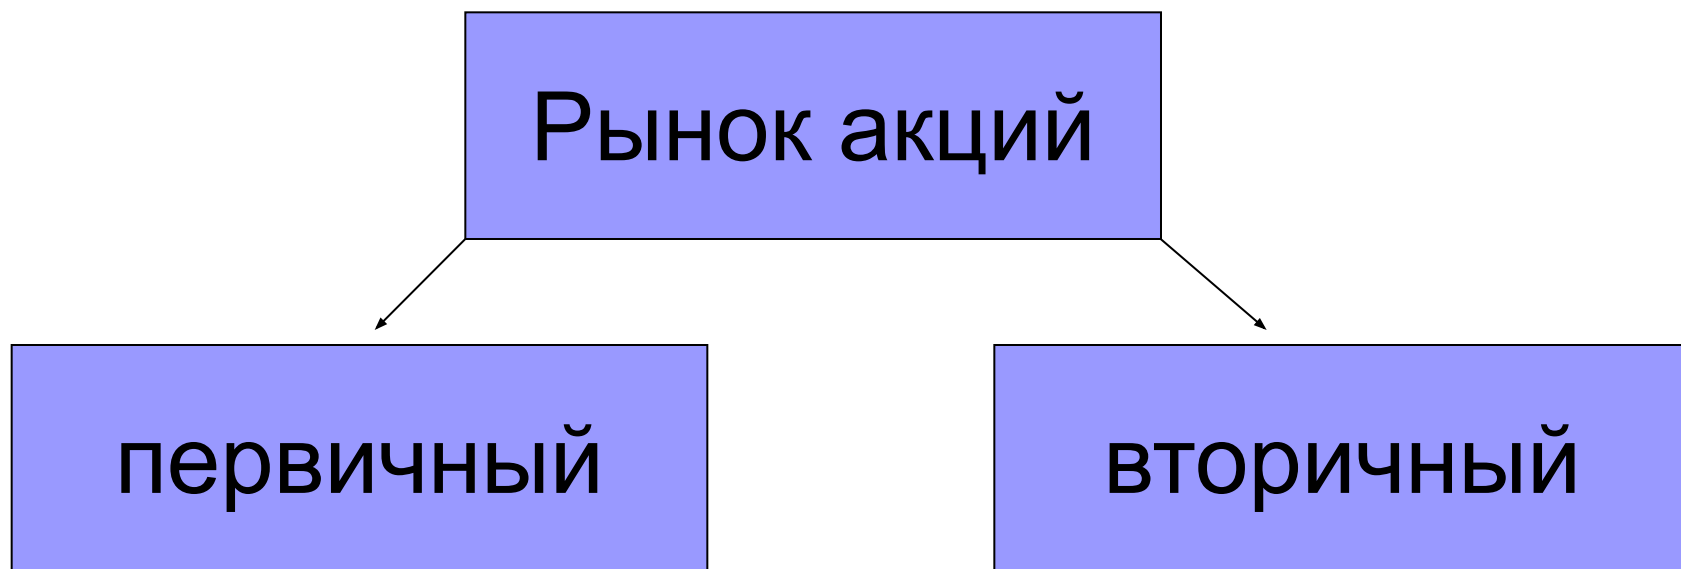 Рынок акций
первичный
вторичный